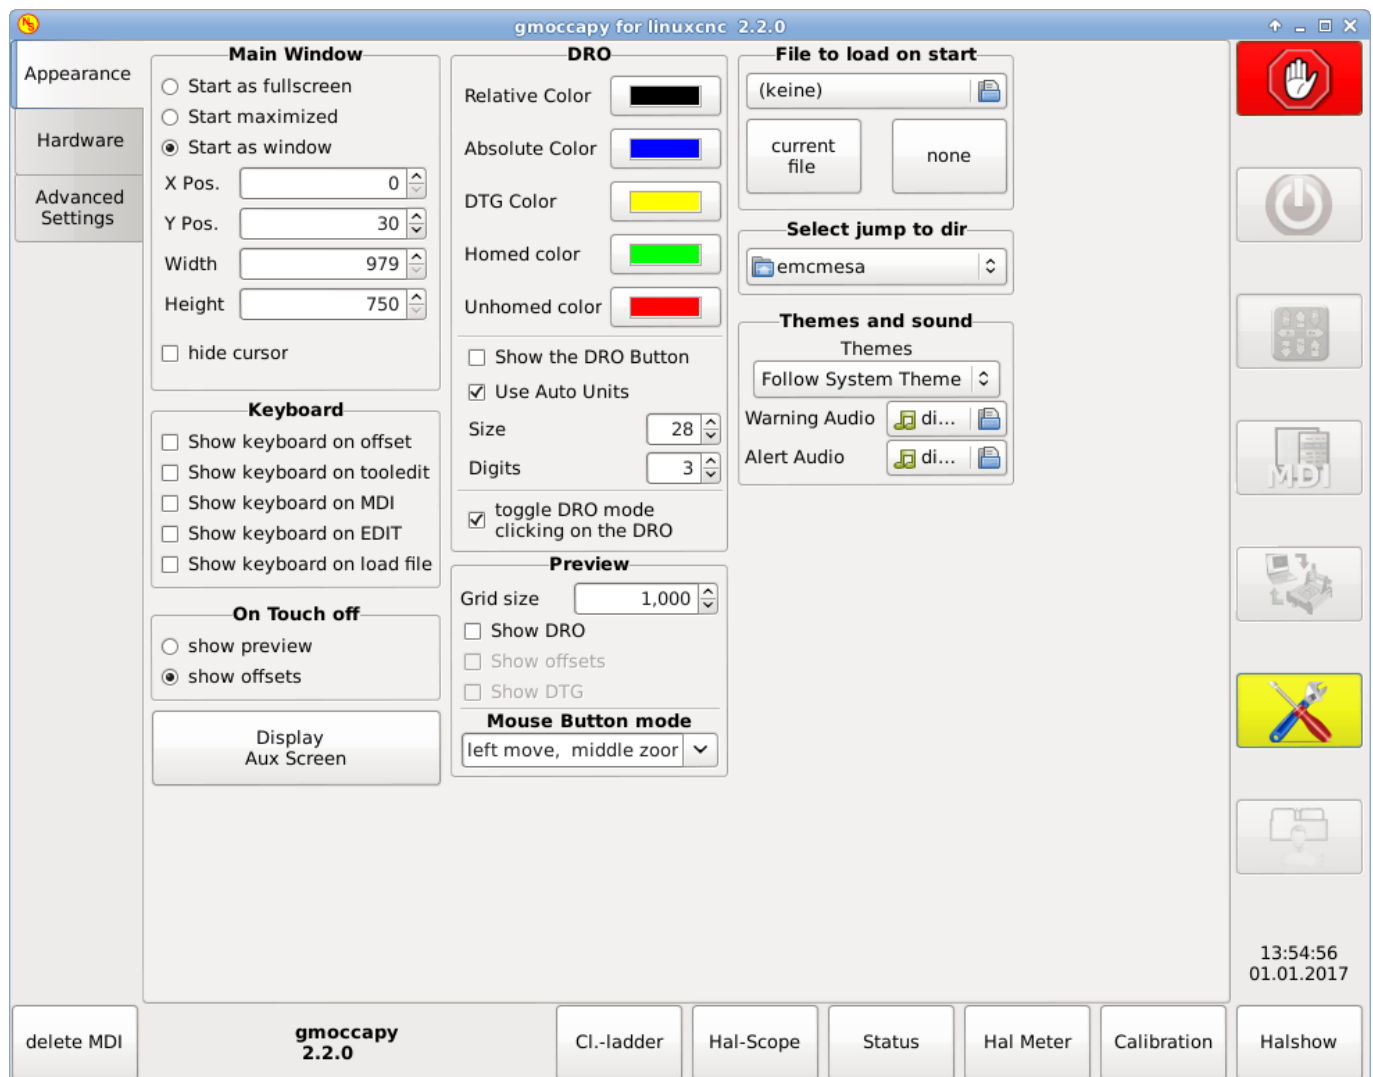 gmoccapy for linuxcnc 2.2.0
Appearance
Hardware
Advanced
Settings
Main Window
Start as fullscreen
Start maximized
Start as window
X Pos. 0
Y Pos. 30
Width 979
Height 750
hide cursor
Keyboard
Show keyboard on offset
Show keyboard on tooledit
Show keyboard on MDI
Show keyboard on EDIT
Show keyboard on load file
On Touch off
show preview
show offsets
Display
Aux Screen
DRO
Relative Color
Absolute Color
DTG Color
Homed color
Unhomed color
Show the DRO Button
Use Auto Units
Size 28
Digits 3
toggle DRO mode
clicking on the DRO
Preview
Grid size 1,000
Show DRO
Show offsets
Show DTG
Mouse Button mode
left move, middle zoor
File to load on start
(keine)
current
file
none
Select jump to dir
emcmesa
Themes and sound
Themes
Follow System Theme
Warning Audio di...
Alert Audio di...
MDI
13:54:56
01.01.2017
delete MDI
gmoccapy
2.2.0
Cl.-ladder
Hal-Scope
Status
Hal Meter
Calibration
Halshow